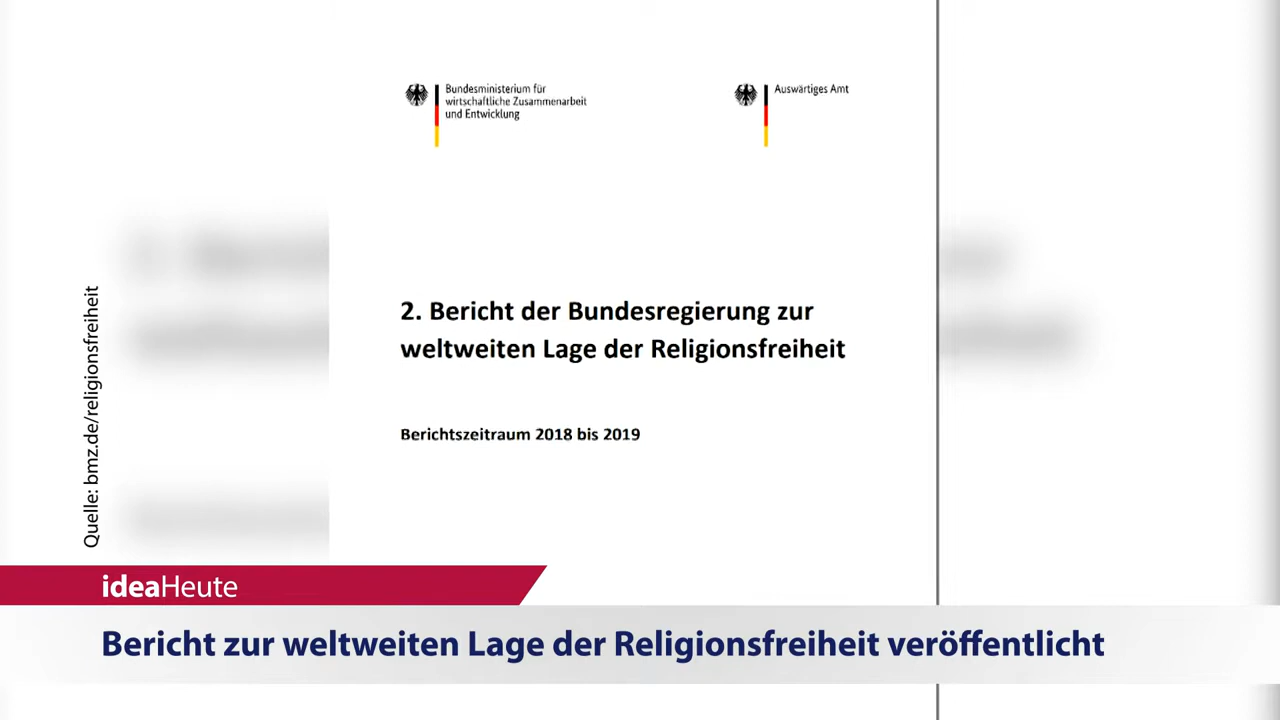 Bundesministerium für
wirtschaftliche Zusammenarbeit
und Entwicklung
Auswärtiges Amt
2. Bericht der Bundesregierung zur
weltweiten Lage der Religionsfreiheit
Berichtszeitraum 2018 bis 2019
Quelle: bmz.de/religionsfreiheit
ideaHeute
Bericht zur weltweiten Lage der Religionsfreiheit veröffentlicht